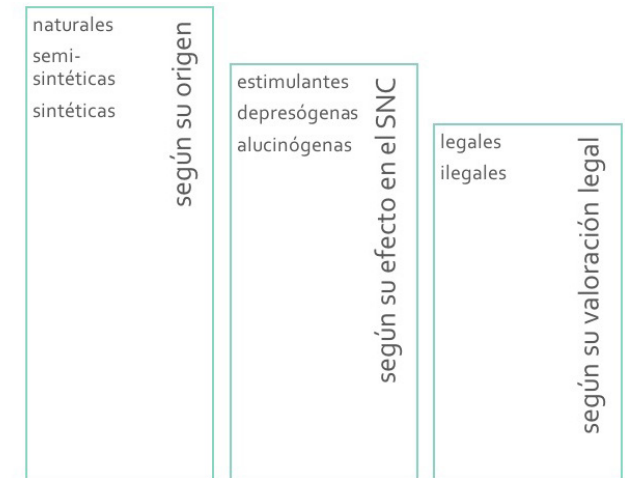 naturales
semi-
sintéticas
sintéticas
según su origen
estimulantes
depresógenas
alucinógenas
según su efecto en el SNC
legales
ilegales
según su valoración legal